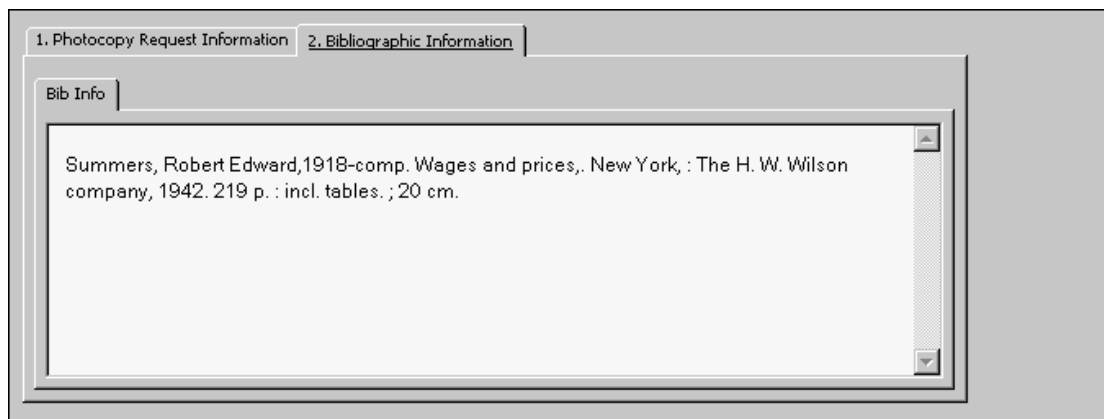 1. Photocopy Request Information
2. Bibliographic Information
Bib Info
Summers, Robert Edward,1918-comp. Wages and prices,. New York, : The H. W. Wilson
company, 1942. 219 p. : incl. tables. ; 20 cm.